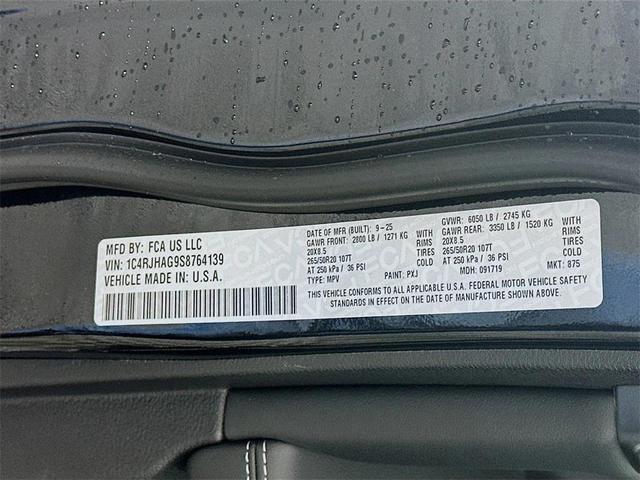 MFD BY: FCA US LLC
VIN: 1C4RJHAG9S8764139
VEHICLE MADE IN: U.S.A.
DATE OF MFR (BUILT): 9-25
GAWR FRONT: 2800 LB / 1271 KG WITH
20X8.5 RIMS
265/50R20 107T TIRES
AT 250 kPa / 36 PSI COLD
TYPE: MPV PAINT: PXJ
GVWR: 6050 LB / 2745 KG
GAWR REAR: 3350 LB / 1520 KG WITH
20X8.5 RIMS
265/50R20 107T TIRES
AT 250 kPa / 36 PSI COLD
MDH: 091719 MKT: 875
THIS VEHICLE CONFORMS TO ALL APPLICABLE U.S.A. FEDERAL MOTOR VEHICLE SAFETY
STANDARDS IN EFFECT ON THE DATE OF MANUFACTURE SHOWN ABOVE.